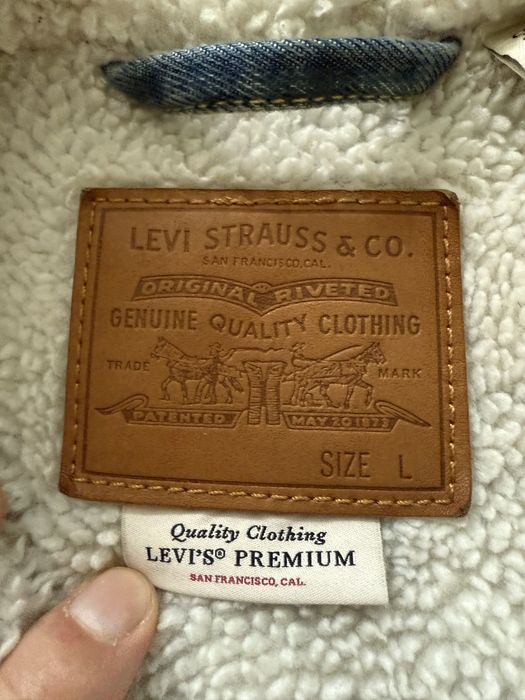 LEVI STRAUSS & CO.
SAN FRANCISCO, CAL.
ORIGINAL RIVETED
GENUINE QUALITY CLOTHING
TRADE MARK
PATENTED MAY 20 1873
SIZE L
Quality Clothing
LEVI'S® PREMIUM
SAN FRANCISCO, CAL.